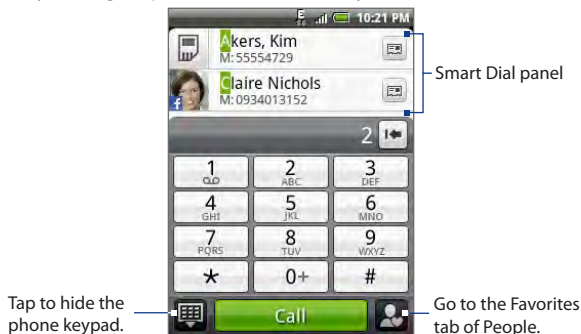 E
10:21 PM
Akers, Kim
M: 55554729
Claire Nichols
M: 0934013152
Smart Dial panel
2
1
2
ABC
3
DEF
4
GHI
5
JKL
6
MNO
7
PQRS
8
TUV
9
WXYZ
*
0+
#
Tap to hide the
phone keypad.
Call
Go to the Favorites
tab of People.